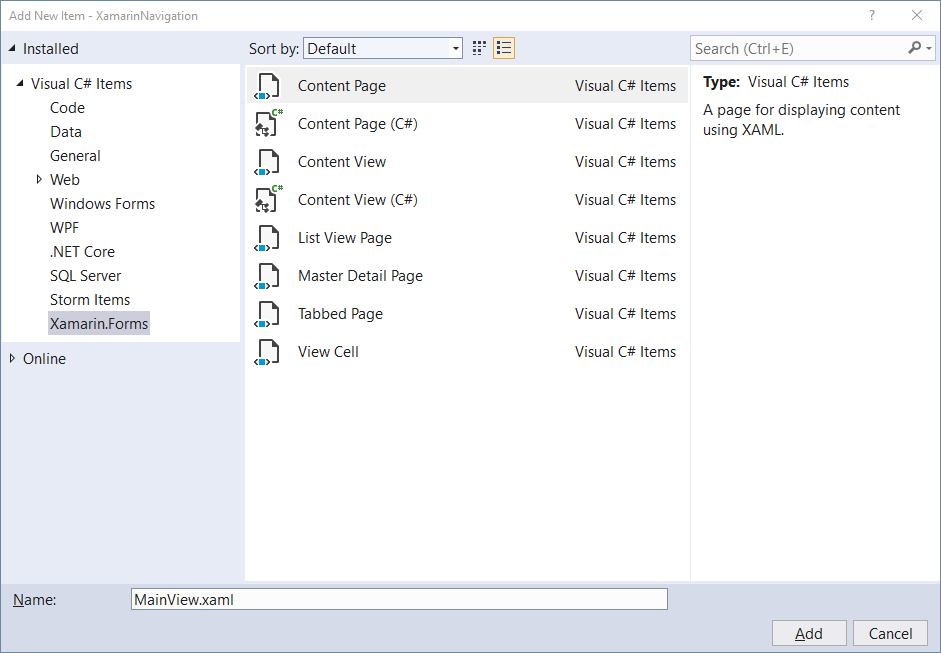 Add New Item - XamarinNavigation
?
Installed
Sort by: Default
Search (Ctrl+E)
Visual C# Items
Code
Data
General
Web
Windows Forms
WPF
.NET Core
SQL Server
Storm Items
Xamarin.Forms
Online
Content Page Visual C# Items
C# Content Page (C#) Visual C# Items
Content View Visual C# Items
C# Content View (C#) Visual C# Items
List View Page Visual C# Items
Master Detail Page Visual C# Items
Tabbed Page Visual C# Items
View Cell Visual C# Items
Type: Visual C# Items
A page for displaying content
using XAML.
Name: MainView.xaml
Add Cancel